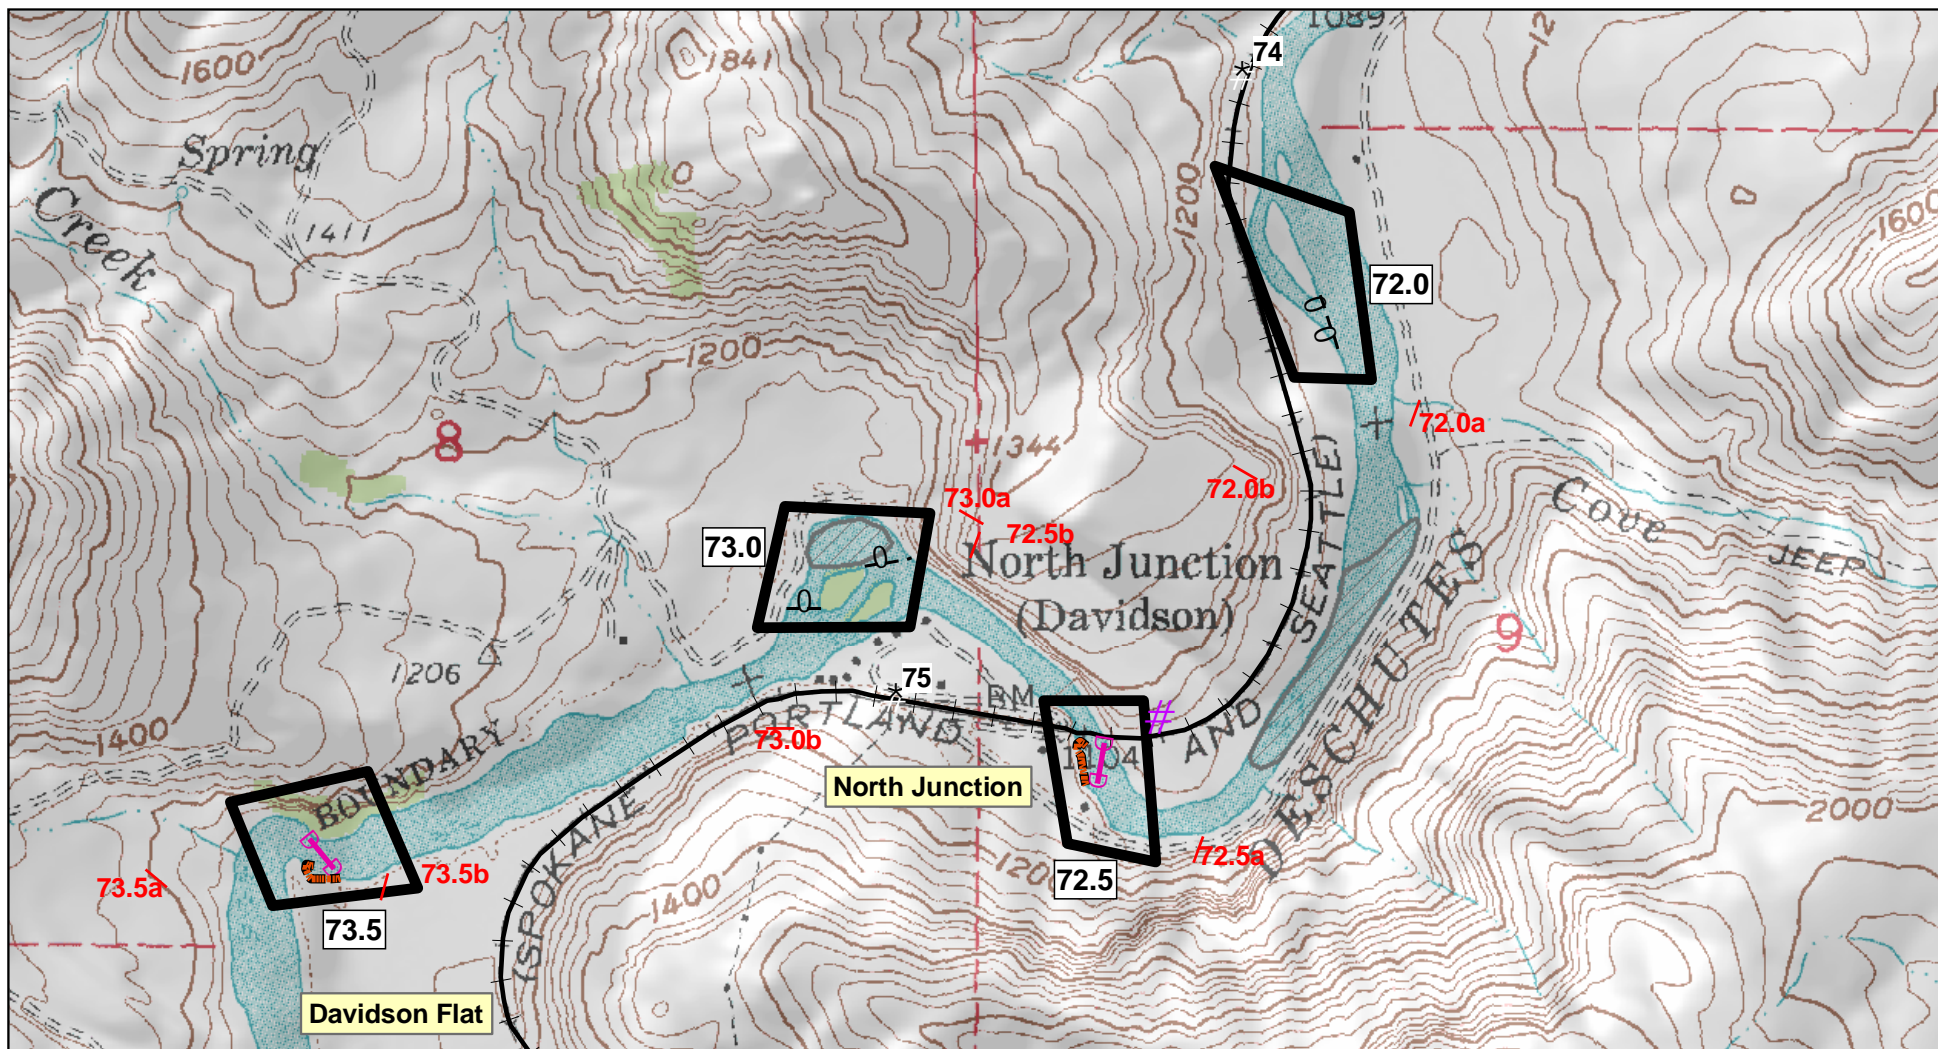 1089
74
1600
1841
12
Spring
Creek
1411
1200
1600
72.0
1200
8
1344
72.0a
SEATTLE)
72.0b
73.0a
72.5b
Cove
JEEP
73.0
North Junction
(Davidson)
9
1206
75
BM
1400
BOUNDARY
PORTLAND
AND
73.0b
DESCHUTES
North Junction
2000
(SPOKANE
72.5a
120
72.5
73.5a
73.5b
1400
73.5
Davidson Flat